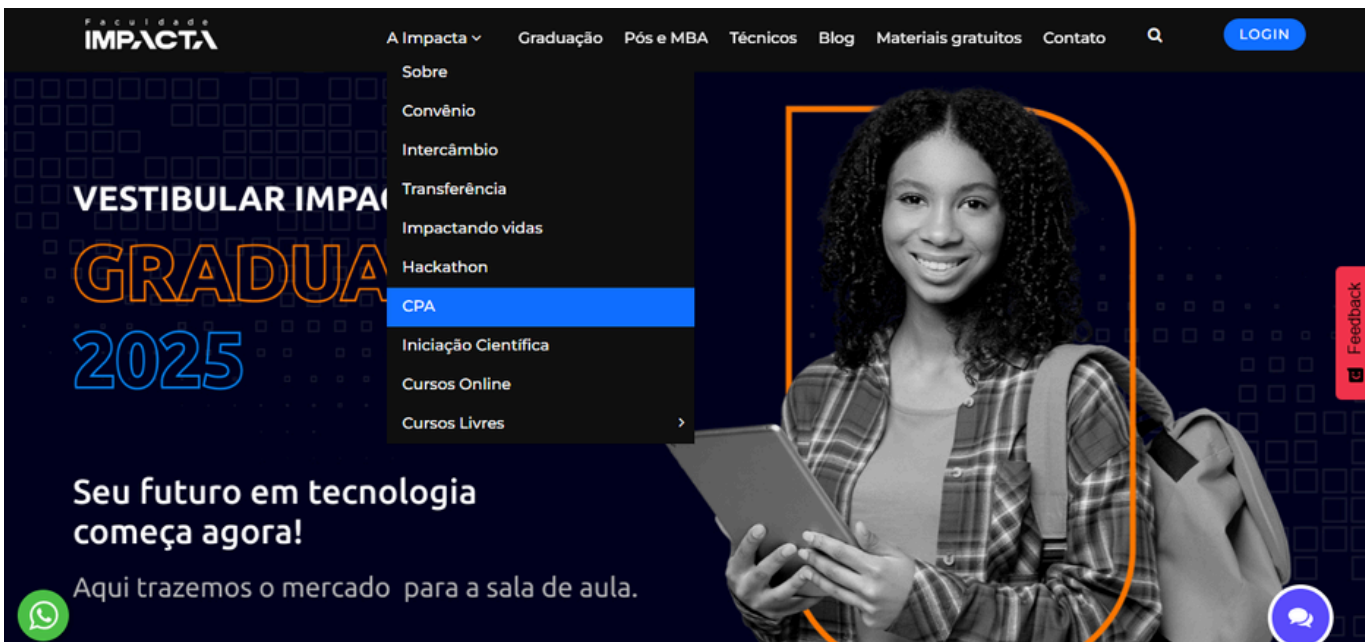 Faculdade
IMPACTA
A Impacta Graduação Pós e MBA Técnicos Blog Materiais gratuitos Contato LOGIN
Sobre
Convênio
Intercâmbio
Transferência
Impactando vidas
Hackathon
CPA
Iniciação Científica
Cursos Online
Cursos Livres
VESTIBULAR IMPAC
GRADUA
2025
Seu futuro em tecnologia
começa agora!
Aqui trazemos o mercado para a sala de aula.
Feedback